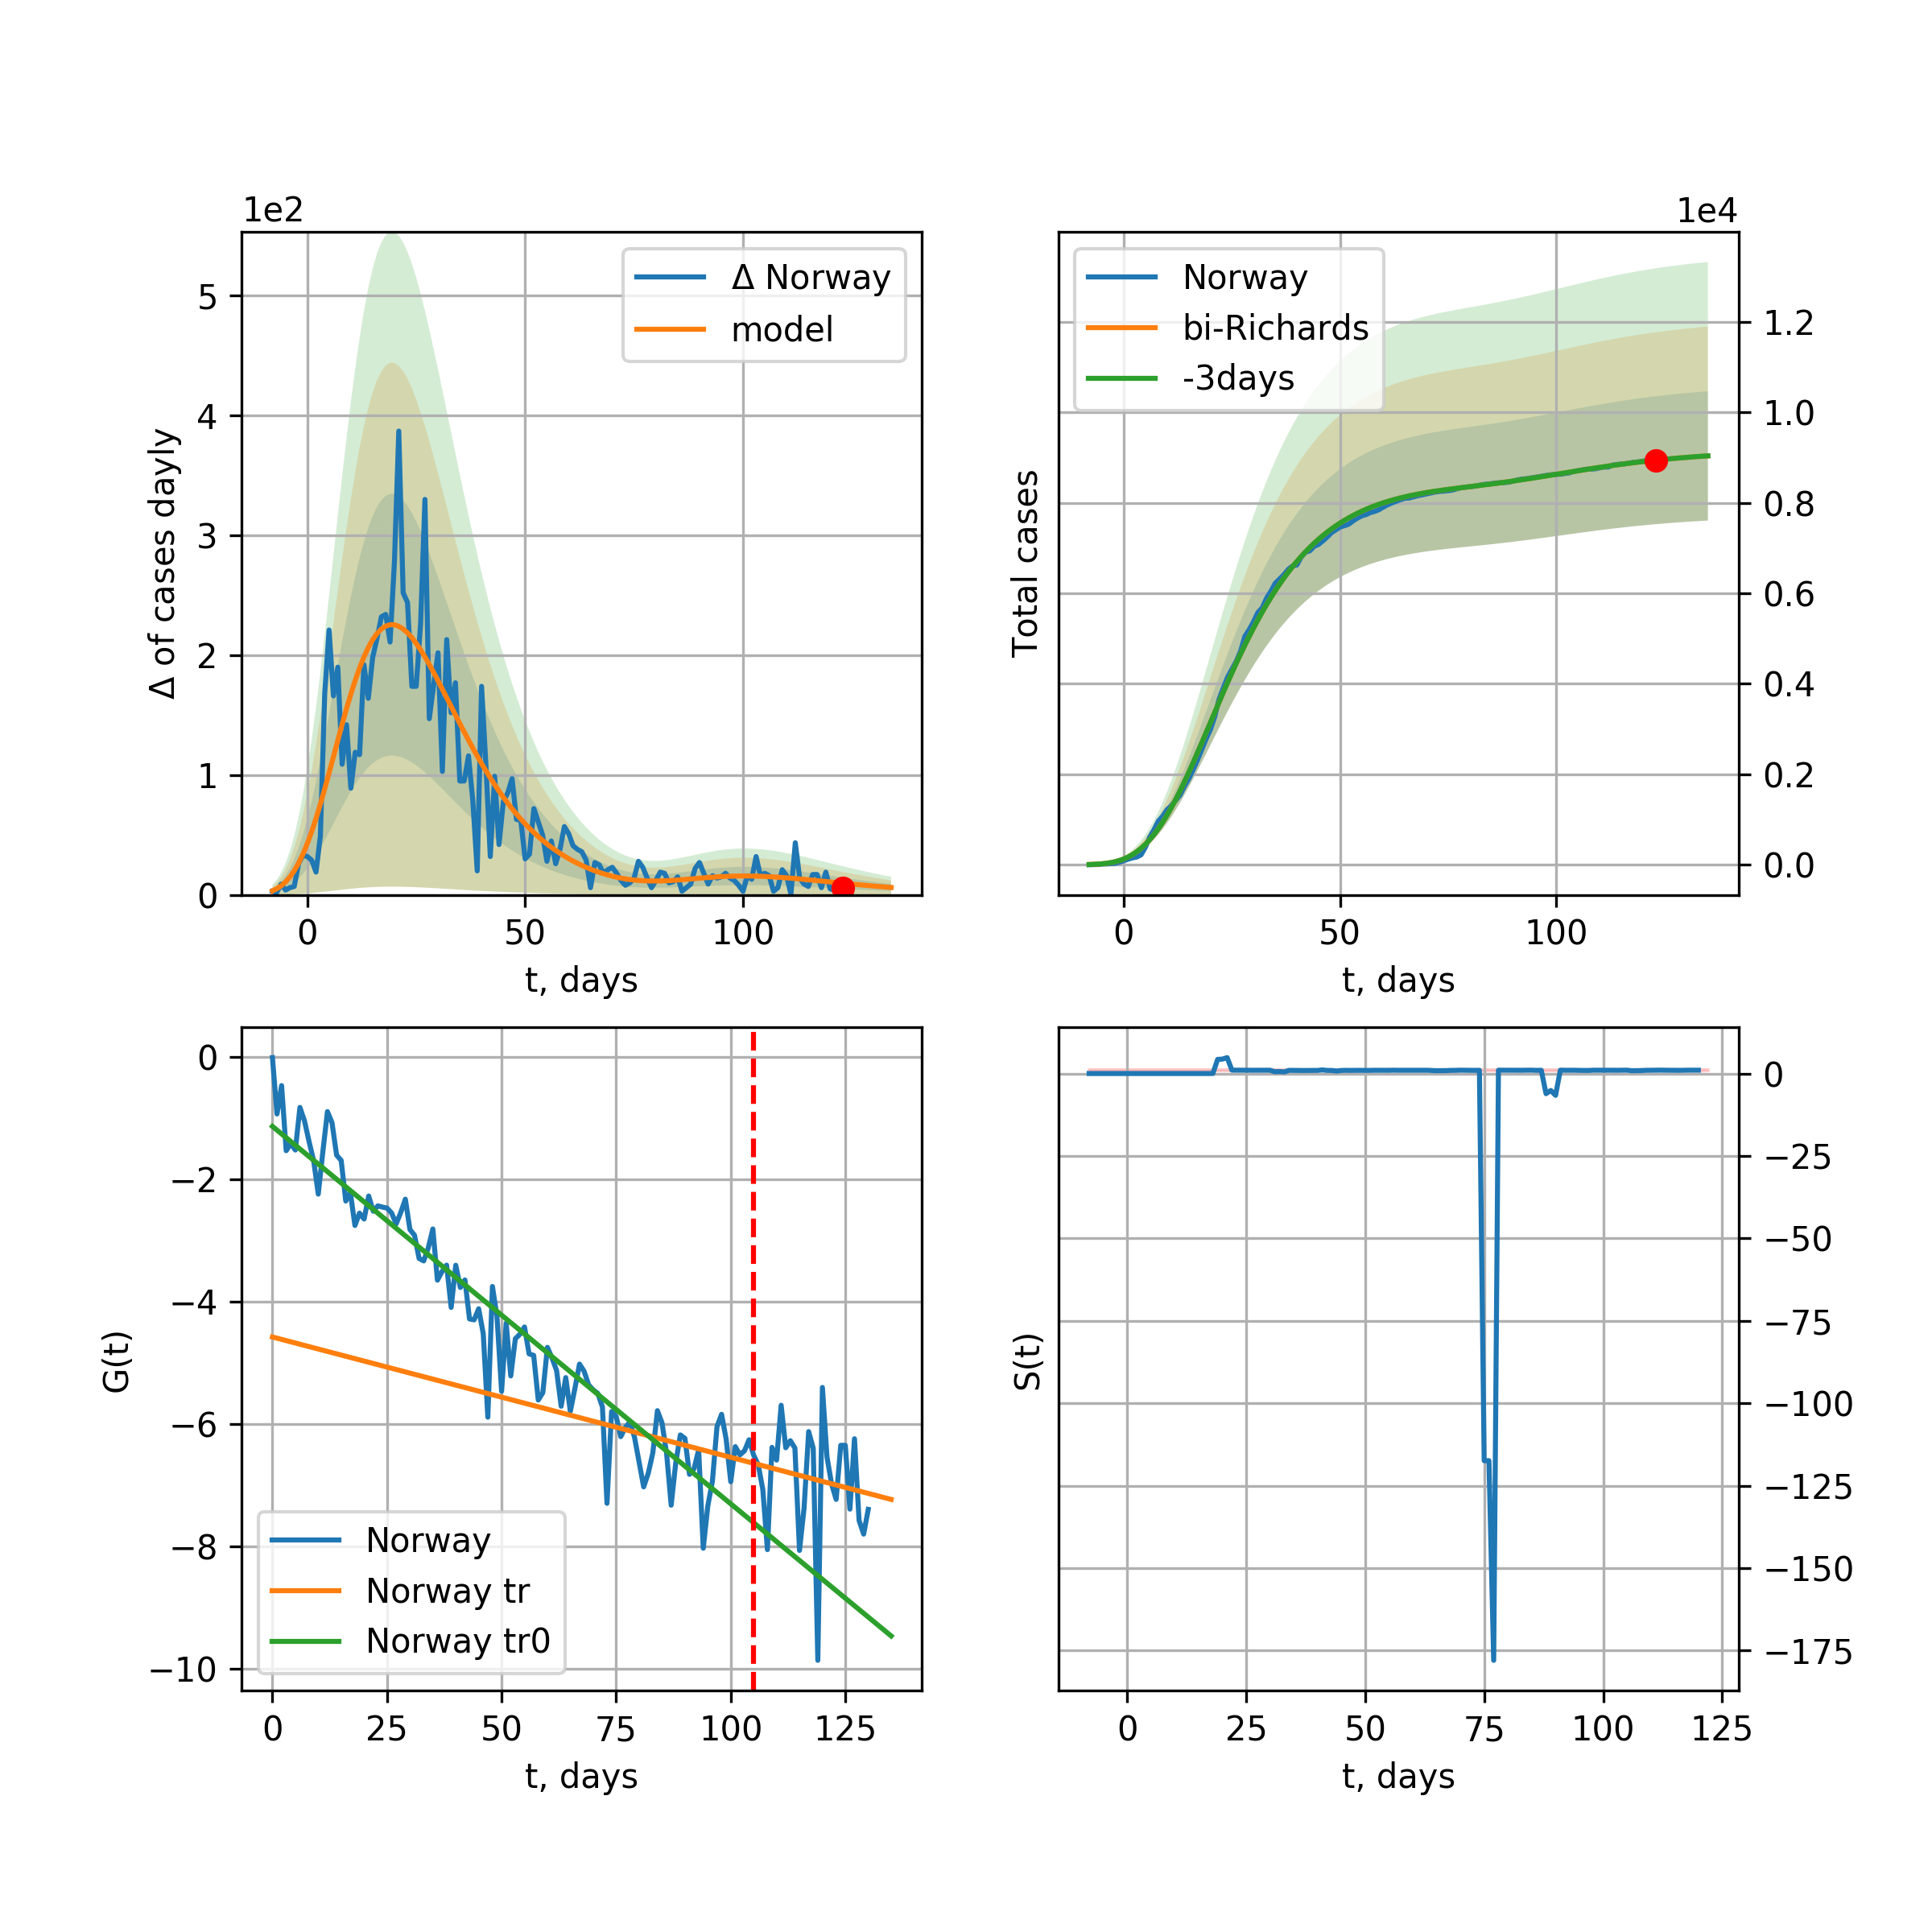 1e2
Δ of cases dayly
5
4
3
2
1
0
Δ Norway
model
0 50 100
t, days
1e4
Total cases
Norway
bi-Richards
-3days
1.2
1.0
0.8
0.6
0.4
0.2
0.0
0 50 100
t, days
G(t)
0
−2
−4
−6
−8
−10
Norway
Norway tr
Norway tr0
0 25 50 75 100 125
t, days
S(t)
0
−25
−50
−75
−100
−125
−150
−175
0 25 50 75 100 125
t, days